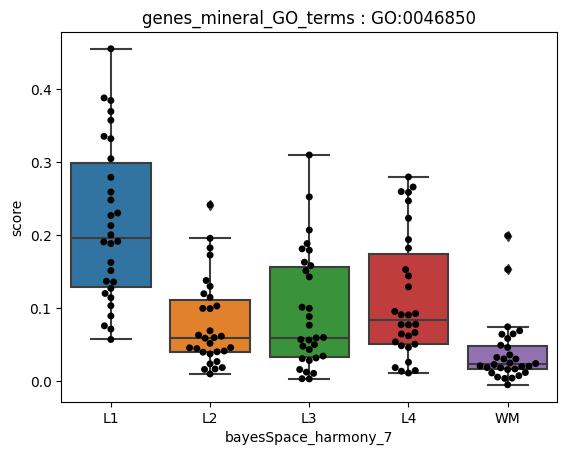 genes_mineral_GO_terms : GO:0046850
score
0.4
0.3
0.2
0.1
0.0
L1 L2 L3 L4 WM
bayesSpace_harmony_7